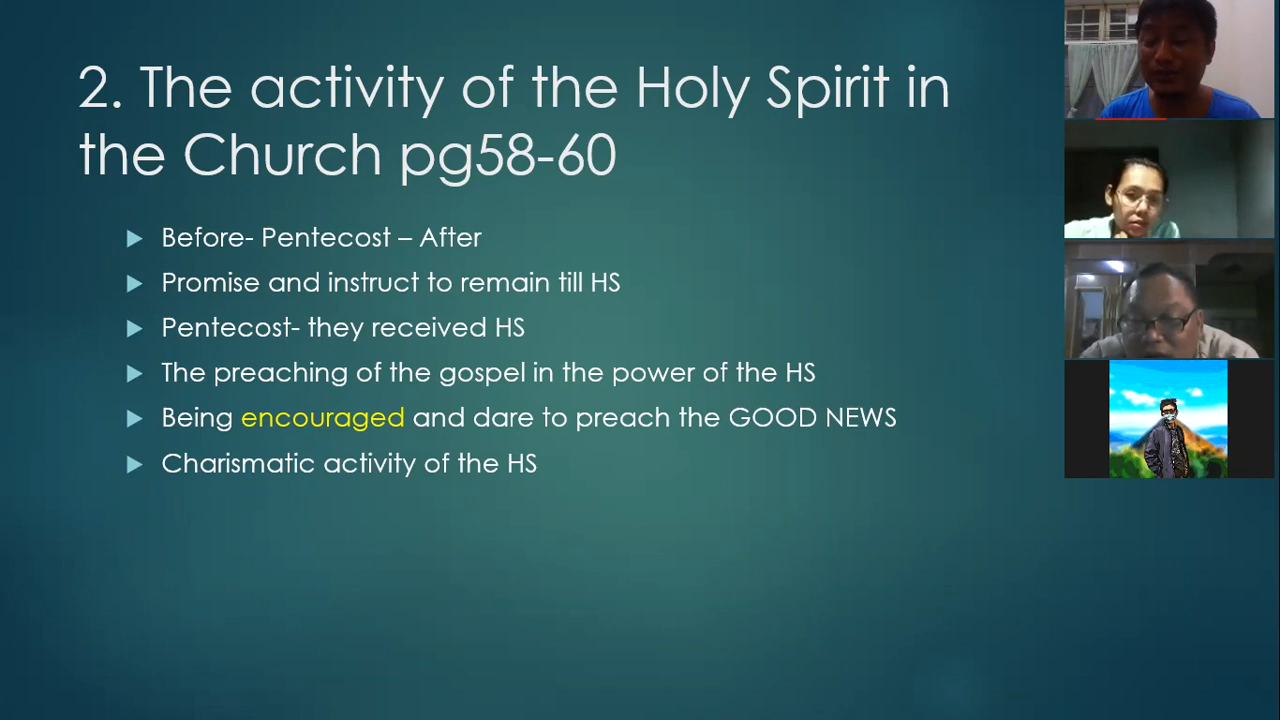 2. The activity of the Holy Spirit in
the Church pg58-60
Before- Pentecost – After
Promise and instruct to remain till HS
Pentecost- they received HS
The preaching of the gospel in the power of the HS
Being encouraged and dare to preach the GOOD NEWS
Charismatic activity of the HS